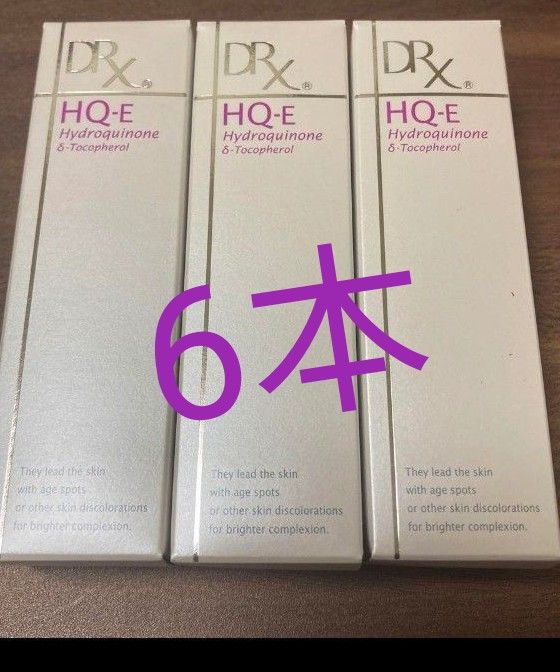 DRX®
HQ-E
Hydroquinone
δ-Tocopherol
They lead the skin
with age spots
or other skin discolorations
for brighter complexion.
DRX®
HQ-E
Hydroquinone
δ-Tocopherol
They lead the skin
with age spots
or other skin discolorations
for brighter complexion.
DRX®
HQ-E
Hydroquinone
δ-Tocopherol
They lead the skin
with age spots
or other skin discolorations
for brighter complexion.
6本